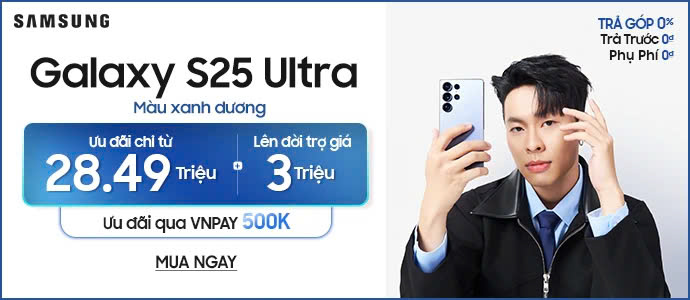 SAMSUNG
Galaxy S25 Ultra
Màu xanh dương
Ưu đãi chỉ từ
28.49 Triệu
+
Lên đời trợ giá
3 Triệu
Ưu đãi qua VNPAY 500K
MUA NGAY
TRẢ GÓP 0%
Trả Trước 0đ
Phụ Phí 0đ